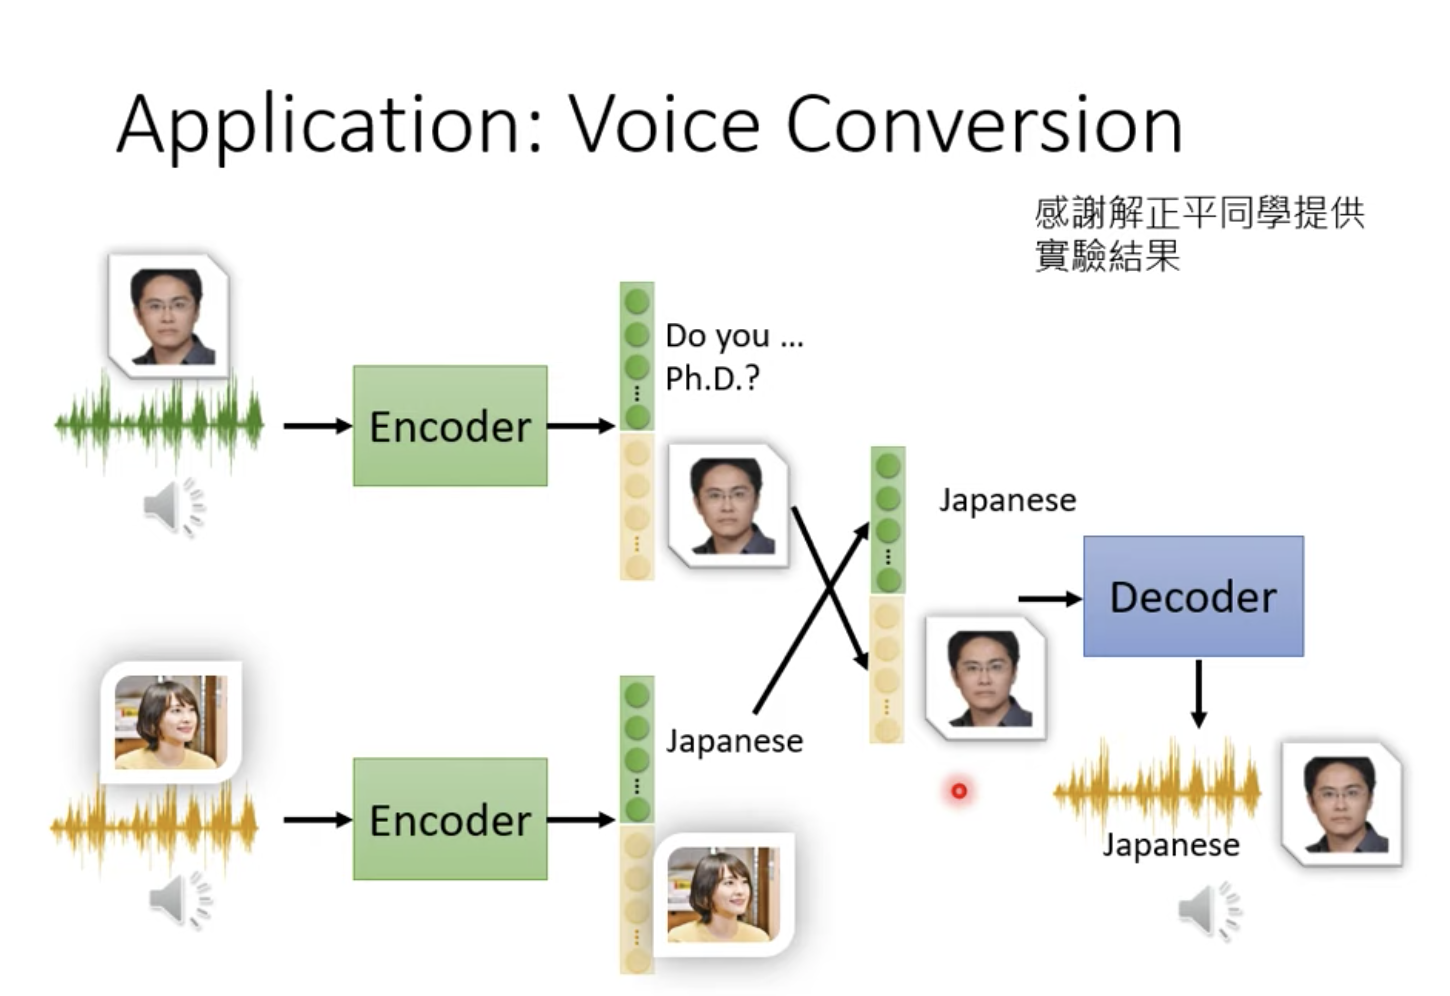 Application: Voice Conversion
感謝解正平同學提供
實驗結果
Do you ...
Ph.D.?
Encoder
Japanese
Decoder
Japanese
Encoder
Japanese